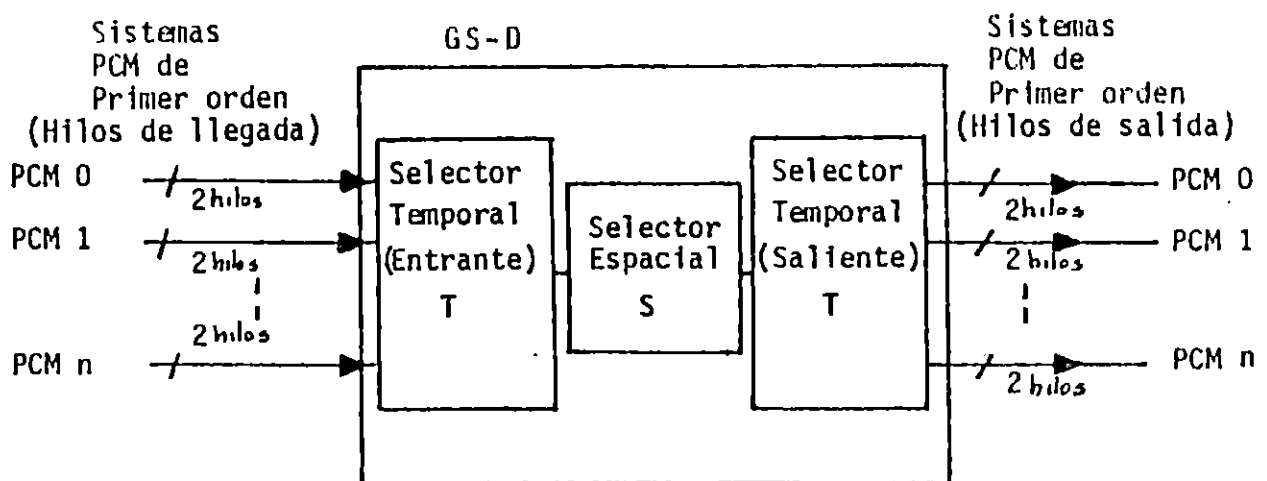 Sistemas
PCM de
Primer orden
(Hilos de llegada)
GS-D
Sistemas
PCM de
Primer orden
(Hilos de salida)
PCM 0
2 hilos
PCM 1
2 hilos
2 hilos
PCM n
Selector
Temporal
(Entrante)
T
Selector
Espacial
S
Selector
Temporal
(Saliente)
T
PCM 0
2 hilos
PCM 1
2 hilos
PCM n
2 hilos